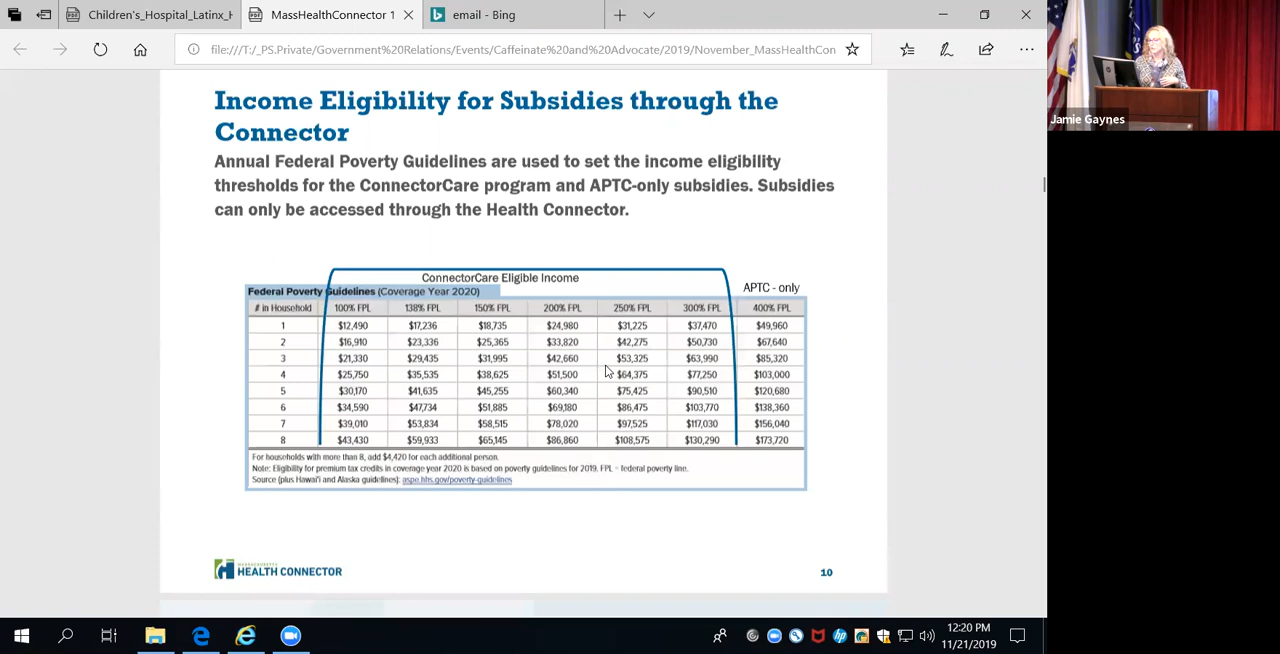 Children's_Hospital_Latinx_H
MassHealthConnector 1
email - Bing
file:///T:/_PS.Private/Government%20Relations/Events/Caffeinate%20and%20Advocate/2019/November_MassHealthCon
Jamie Gaynes
Income Eligibility for Subsidies through the
Connector
Annual Federal Poverty Guidelines are used to set the income eligibility
thresholds for the ConnectorCare program and APTC-only subsidies. Subsidies
can only be accessed through the Health Connector.
ConnectorCare Eligible Income
APTC - only
Federal Poverty Guidelines (Coverage Year 2020)
# in Household 100% FPL 138% FPL 150% FPL 200% FPL 250% FPL 300% FPL 400% FPL
1 $12,490 $17,236 $18,735 $24,980 $31,225 $37,470 $49,960
2 $16,910 $23,336 $25,365 $33,820 $42,275 $50,730 $67,640
3 $21,330 $29,435 $31,995 $42,660 $53,325 $63,990 $85,320
4 $25,750 $35,535 $38,625 $51,500 $64,375 $77,250 $103,000
5 $30,170 $41,635 $45,255 $60,340 $75,425 $90,510 $120,680
6 $34,590 $47,734 $51,885 $69,180 $86,475 $103,770 $138,360
7 $39,010 $53,834 $58,515 $78,020 $97,525 $117,030 $156,040
8 $43,430 $59,933 $65,145 $86,860 $108,575 $130,290 $173,720
For households with more than 8, add $4,420 for each additional person.
Note: Eligibility for premium tax credits in coverage year 2020 is based on poverty guidelines for 2019. FPL = federal poverty line.
Source (plus Hawai'i and Alaska guidelines): aspe.hhs.gov/poverty-guidelines
MASSACHUSETTS
HEALTH CONNECTOR
10
12:20 PM
11/21/2019